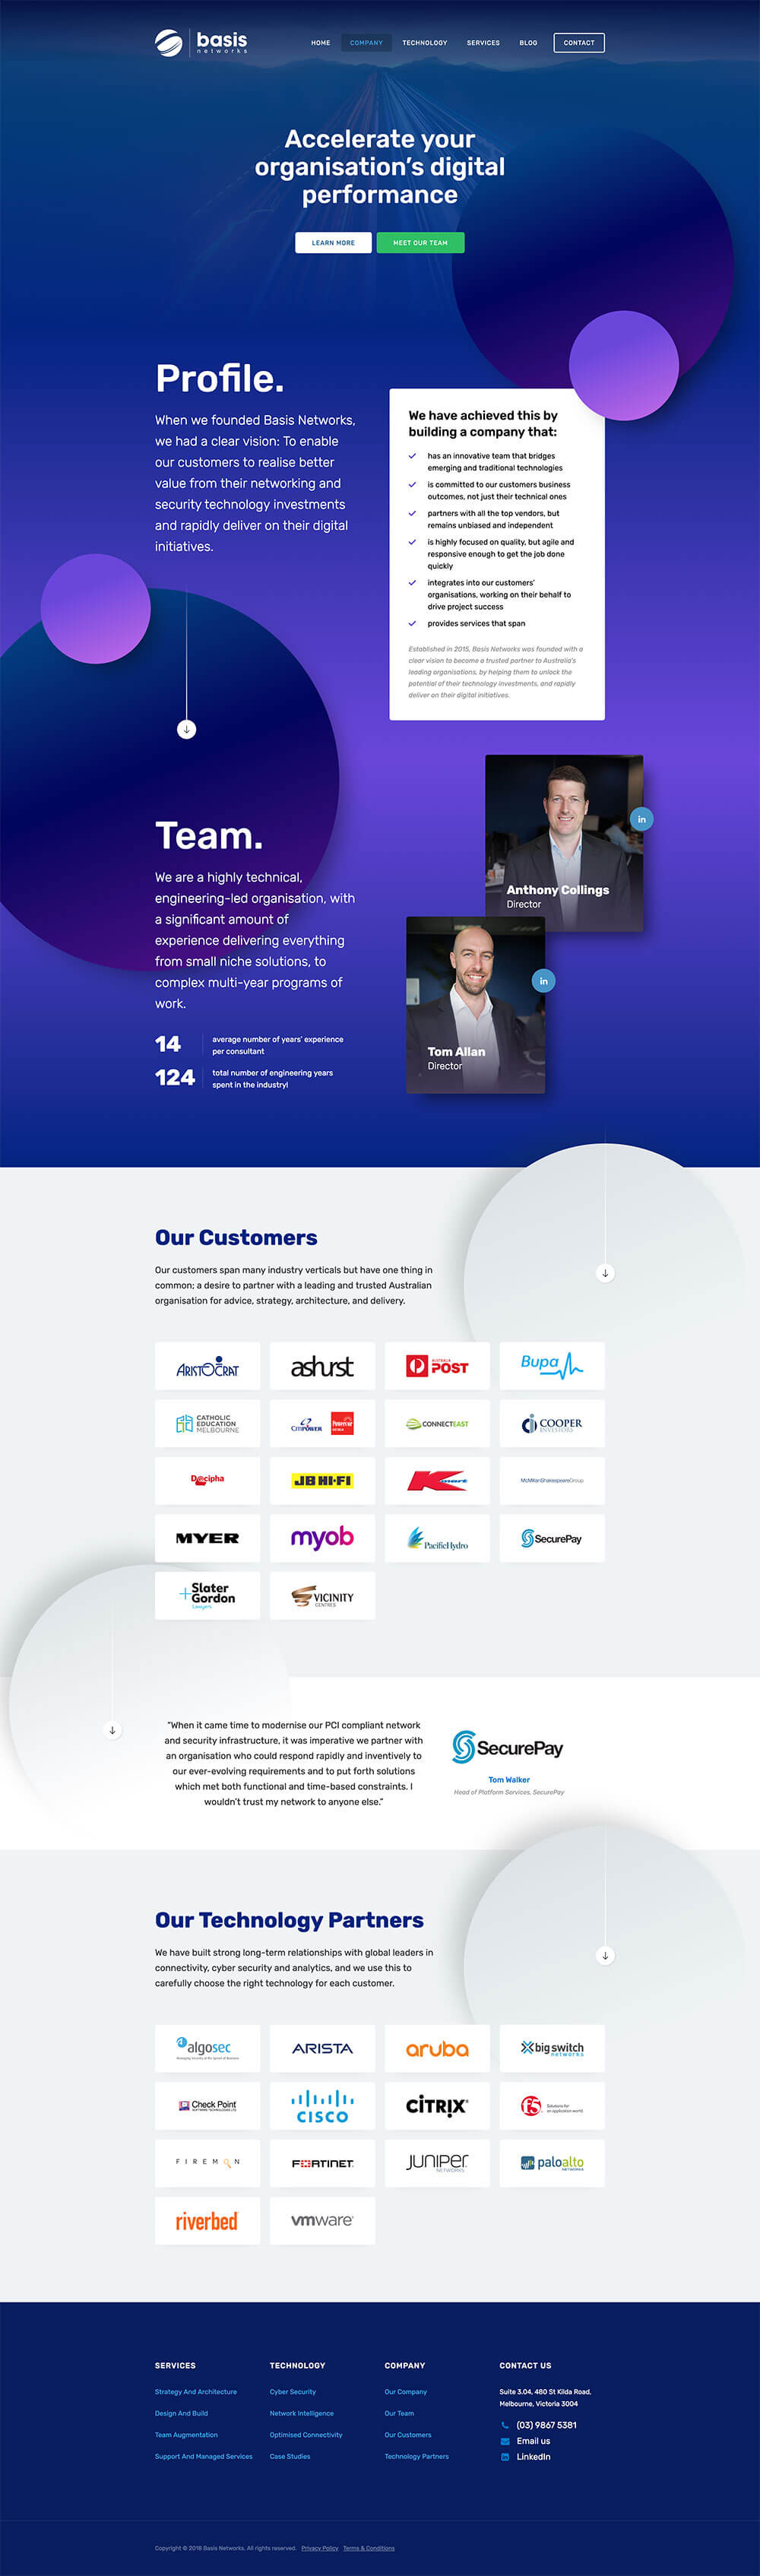 basis
networks
HOME
COMPANY
TECHNOLOGY
SERVICES
BLOG
CONTACT
Accelerate your
organisation's digital
performance
LEARN MORE
MEET OUR TEAM
Profile.
When we founded Basis Networks,
we had a clear vision: To enable
our customers to realise better
value from their networking and
security technology investments
and rapidly deliver on their digital
initiatives.
We have achieved this by
building a company that:
has an innovative team that bridges
emerging and traditional technologies
is committed to our customers business
outcomes, not just their technical ones
partners with all the top vendors, but
remains unbiased and independent
is highly focused on quality, but agile and
responsive enough to get the job done
quickly
integrates into our customers'
organisations, working on their behalf to
drive project success
provides services that span
Established in 2015, Basis Networks was founded with a
clear vision to become a trusted partner to Australia's
leading organisations, by helping them to unlock the
potential of their technology investments, and rapidly
deliver on their digital initiatives.
in
Anthony Collings
Director
Team.
We are a highly technical,
engineering-led organisation, with
a significant amount of
experience delivering everything
from small niche solutions, to
complex multi-year programs of
work.
in
Tom Allan
Director
14
average number of years' experience
per consultant
124
total number of engineering years
spent in the industry!
Our Customers
Our customers span many industry verticals but have one thing in
common; a desire to partner with a leading and trusted Australian
organisation for advice, strategy, architecture, and delivery.
ARISTOCRAT
ashurst
AUSTRALIA
POST
Bupa
CATHOLIC
EDUCATION
MELBOURNE
CITIPOWER
Powercor
CONNECTEAST
COOPER
INVESTORS
Decipha
JB HI-FI
Kmart
McMillanShakespeareGroup
MYER
myob
PacificHydro
SecurePay
Slater
Gordon
Lawyers
VICINITY
CENTRES
"When it came time to modernise our PCI compliant network
and security infrastructure, it was imperative we partner with
an organisation who could respond rapidly and inventively to
our ever-evolving requirements and to put forth solutions
which met both functional and time-based constraints. I
wouldn't trust my network to anyone else."
SecurePay
Tom Walker
Head of Platform Services, SecurePay
Our Technology Partners
We have built strong long-term relationships with global leaders in
connectivity, cyber security and analytics, and we use this to
carefully choose the right technology for each customer.
algosec
Managing security at the speed of Business
ARISTA
aruba
big switch
networks
Check Point
SOFTWARE TECHNOLOGIES LTD
CISCO
CITRIX
f5
Solutions for
an application world.
FIREMON
FORTINET
JUNIPER
NETWORKS
paloalto
NETWORKS
riverbed
vmware
SERVICES
Strategy And Architecture
Design And Build
Team Augmentation
Support And Managed Services
TECHNOLOGY
Cyber Security
Network Intelligence
Optimised Connectivity
Case Studies
COMPANY
Our Company
Our Team
Our Customers
Technology Partners
CONTACT US
Suite 3.04, 480 St Kilda Road,
Melbourne, Victoria 3004
(03) 9867 5381
Email us
LinkedIn
Copyright © 2018 Basis Networks. All rights reserved. Privacy Policy Terms & Conditions